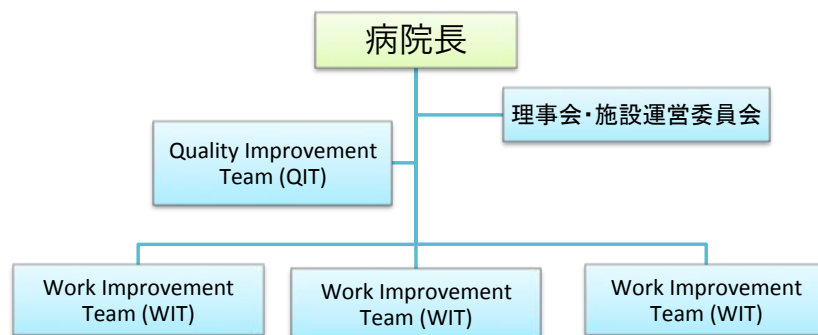 病院長
理事会・施設運営委員会
Quality Improvement
Team (QIT)
Work Improvement
Team (WIT)
Work Improvement
Team (WIT)
Work Improvement
Team (WIT)